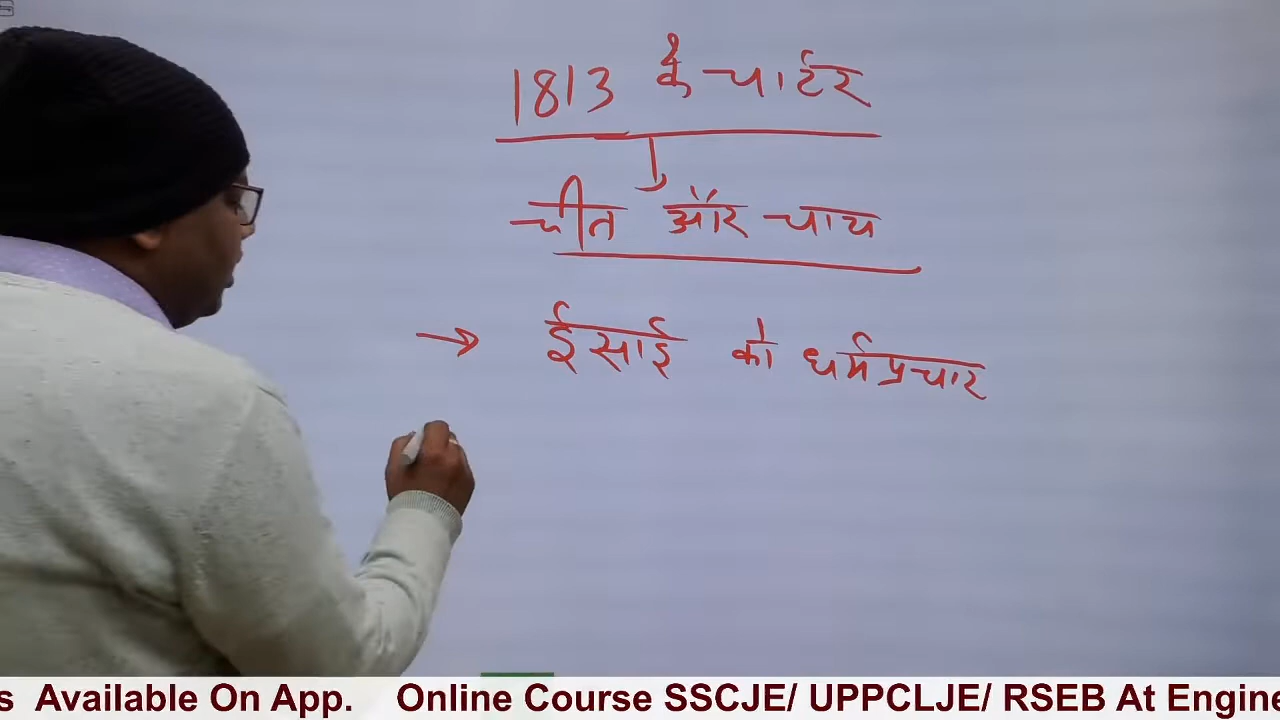 1813 के चार्टर
चीन और चाय
→ ईसाई को धर्मप्रचार
s Available On App. Online Course SSCJE/ UPPCLJE/ RSEB At Engine